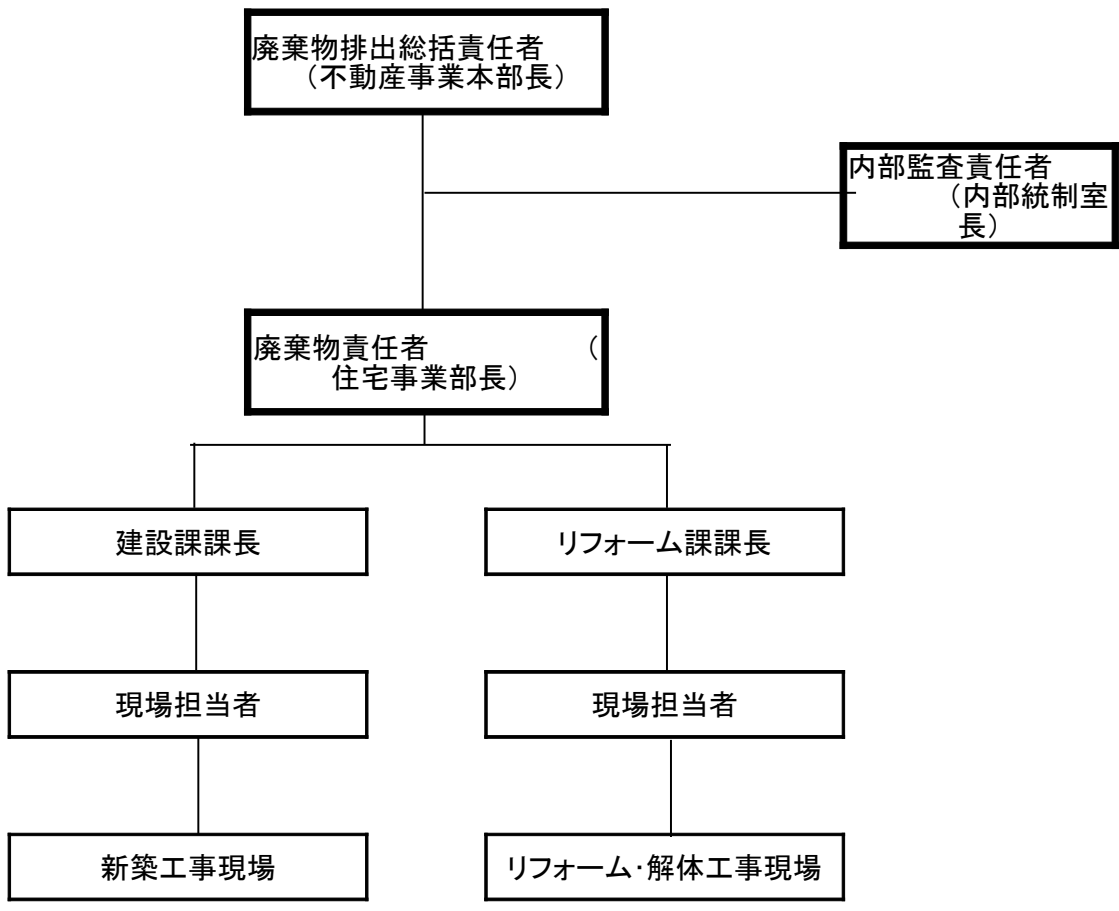 廃棄物排出総括責任者
（不動産事業本部長）
内部監査責任者
（内部統制室
長）
廃棄物責任者　（
住宅事業部長）
建設課課長
リフォーム課課長
現場担当者
現場担当者
新築工事現場
リフォーム・解体工事現場